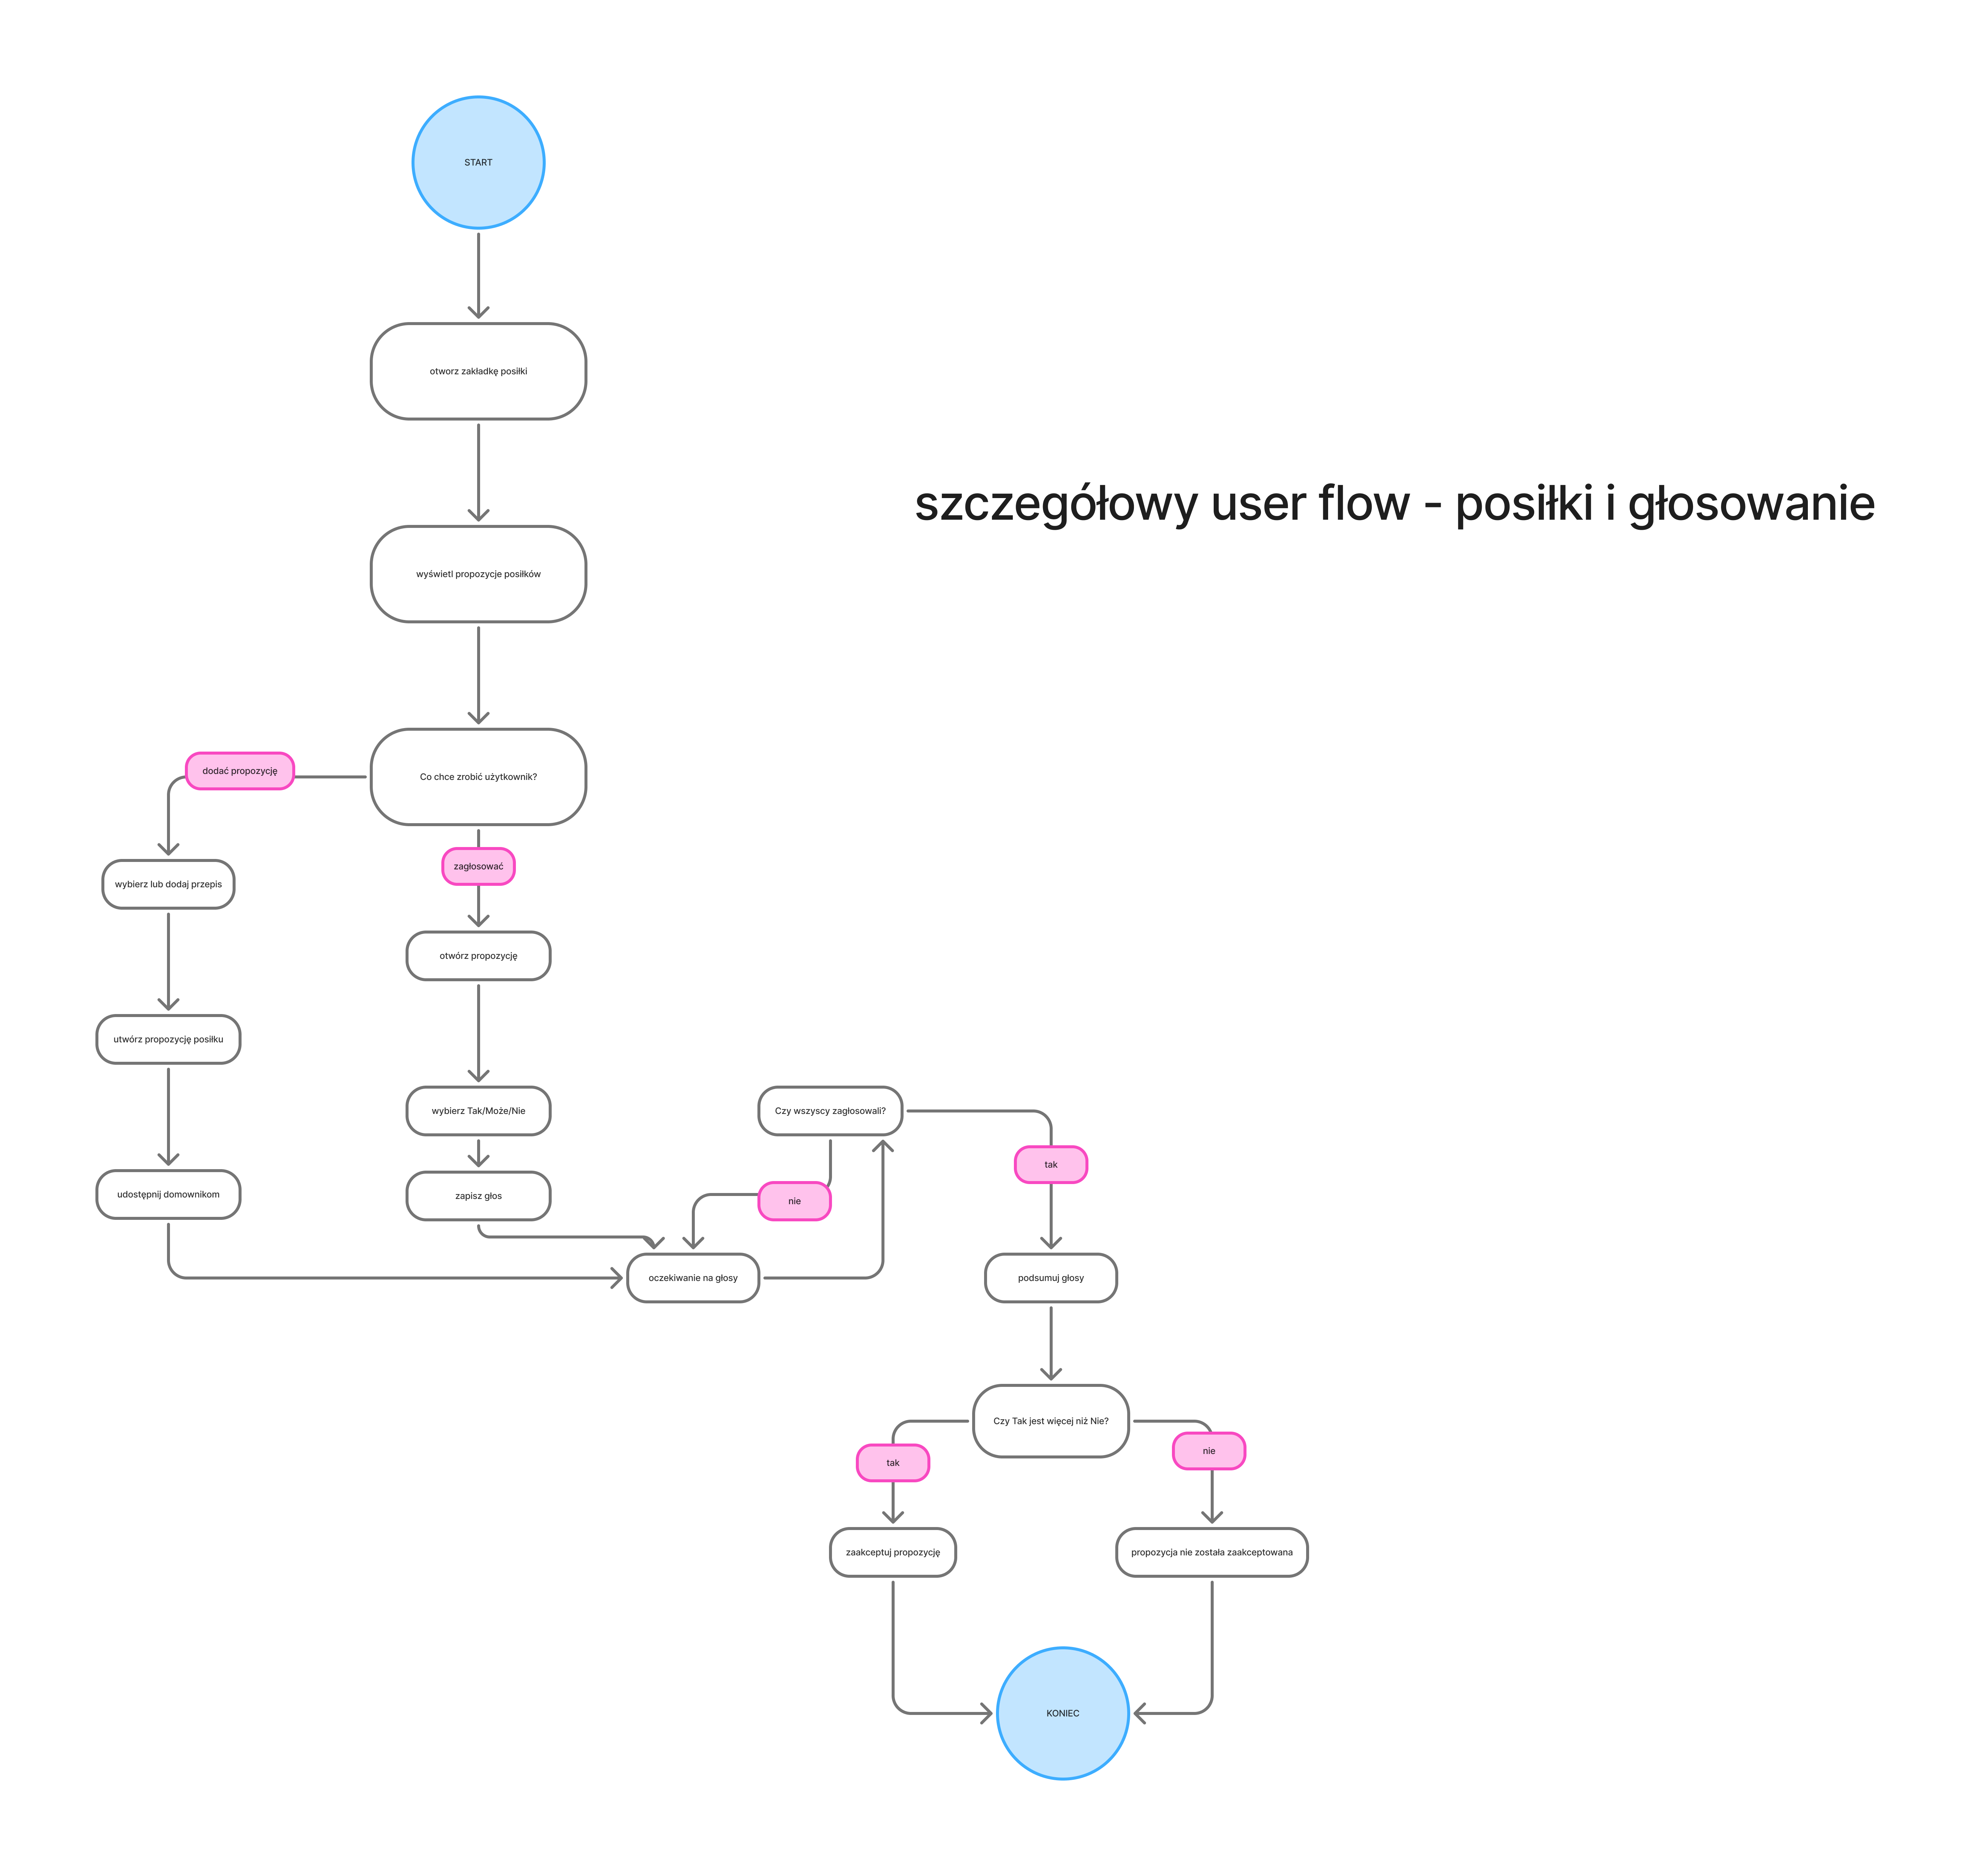 START
otworz zakładkę posiłki
szczegółowy user flow - posiłki i głosowanie
wyświetl propozycje posiłków
Co chce zrobić użytkownik?
dodać propozycję
zagłosować
wybierz lub dodaj przepis
otwórz propozycję
utwórz propozycję posiłku
wybierz Tak/Może/Nie
Czy wszyscy zagłosowali?
tak
udostępnij domownikom
zapisz głos
nie
oczekiwanie na głosy
podsumuj głosy
Czy Tak jest więcej niż Nie?
tak
nie
zaakceptuj propozycję
propozycja nie została zaakceptowana
KONIEC